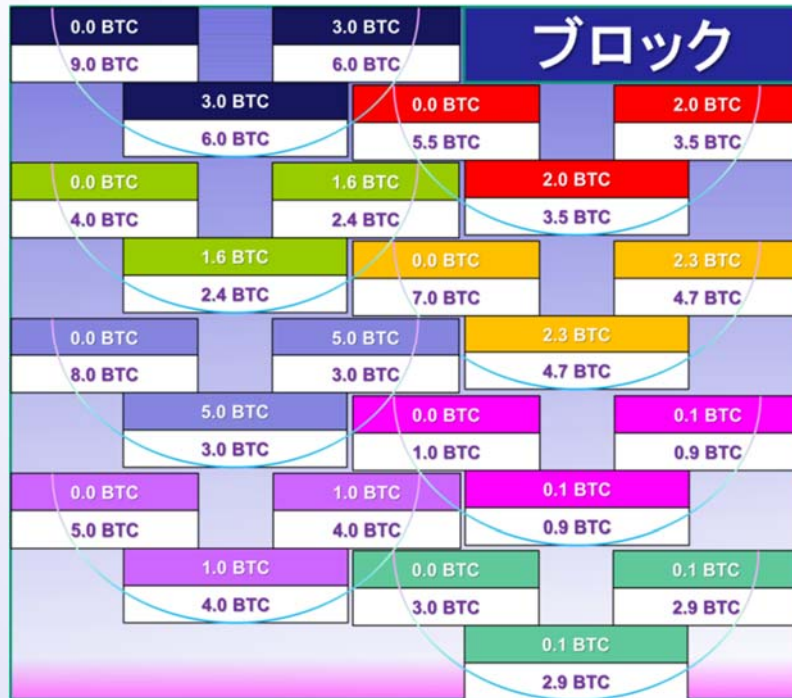 0.0 BTC 3.0 BTC
9.0 BTC 6.0 BTC
ブロック
3.0 BTC
6.0 BTC
0.0 BTC 2.0 BTC
5.5 BTC 3.5 BTC
2.0 BTC
3.5 BTC
0.0 BTC 1.6 BTC
4.0 BTC 2.4 BTC
1.6 BTC
2.4 BTC
0.0 BTC 2.3 BTC
7.0 BTC 4.7 BTC
2.3 BTC
4.7 BTC
0.0 BTC 5.0 BTC
8.0 BTC 3.0 BTC
5.0 BTC
3.0 BTC
0.0 BTC 0.1 BTC
1.0 BTC 0.9 BTC
0.1 BTC
0.9 BTC
0.0 BTC 1.0 BTC
5.0 BTC 4.0 BTC
1.0 BTC
4.0 BTC
0.0 BTC 0.1 BTC
3.0 BTC 2.9 BTC
0.1 BTC
2.9 BTC